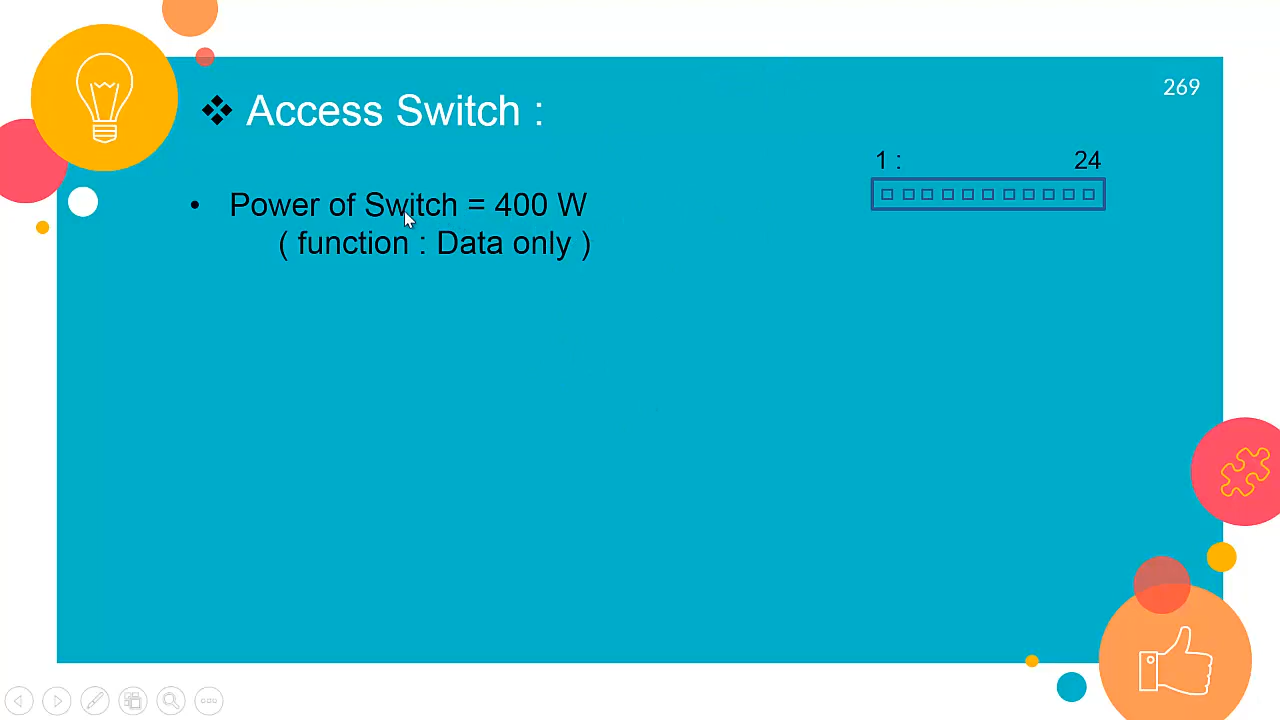 269
❖ Access Switch :
1 : 24
• Power of Switch = 400 W
( function : Data only )